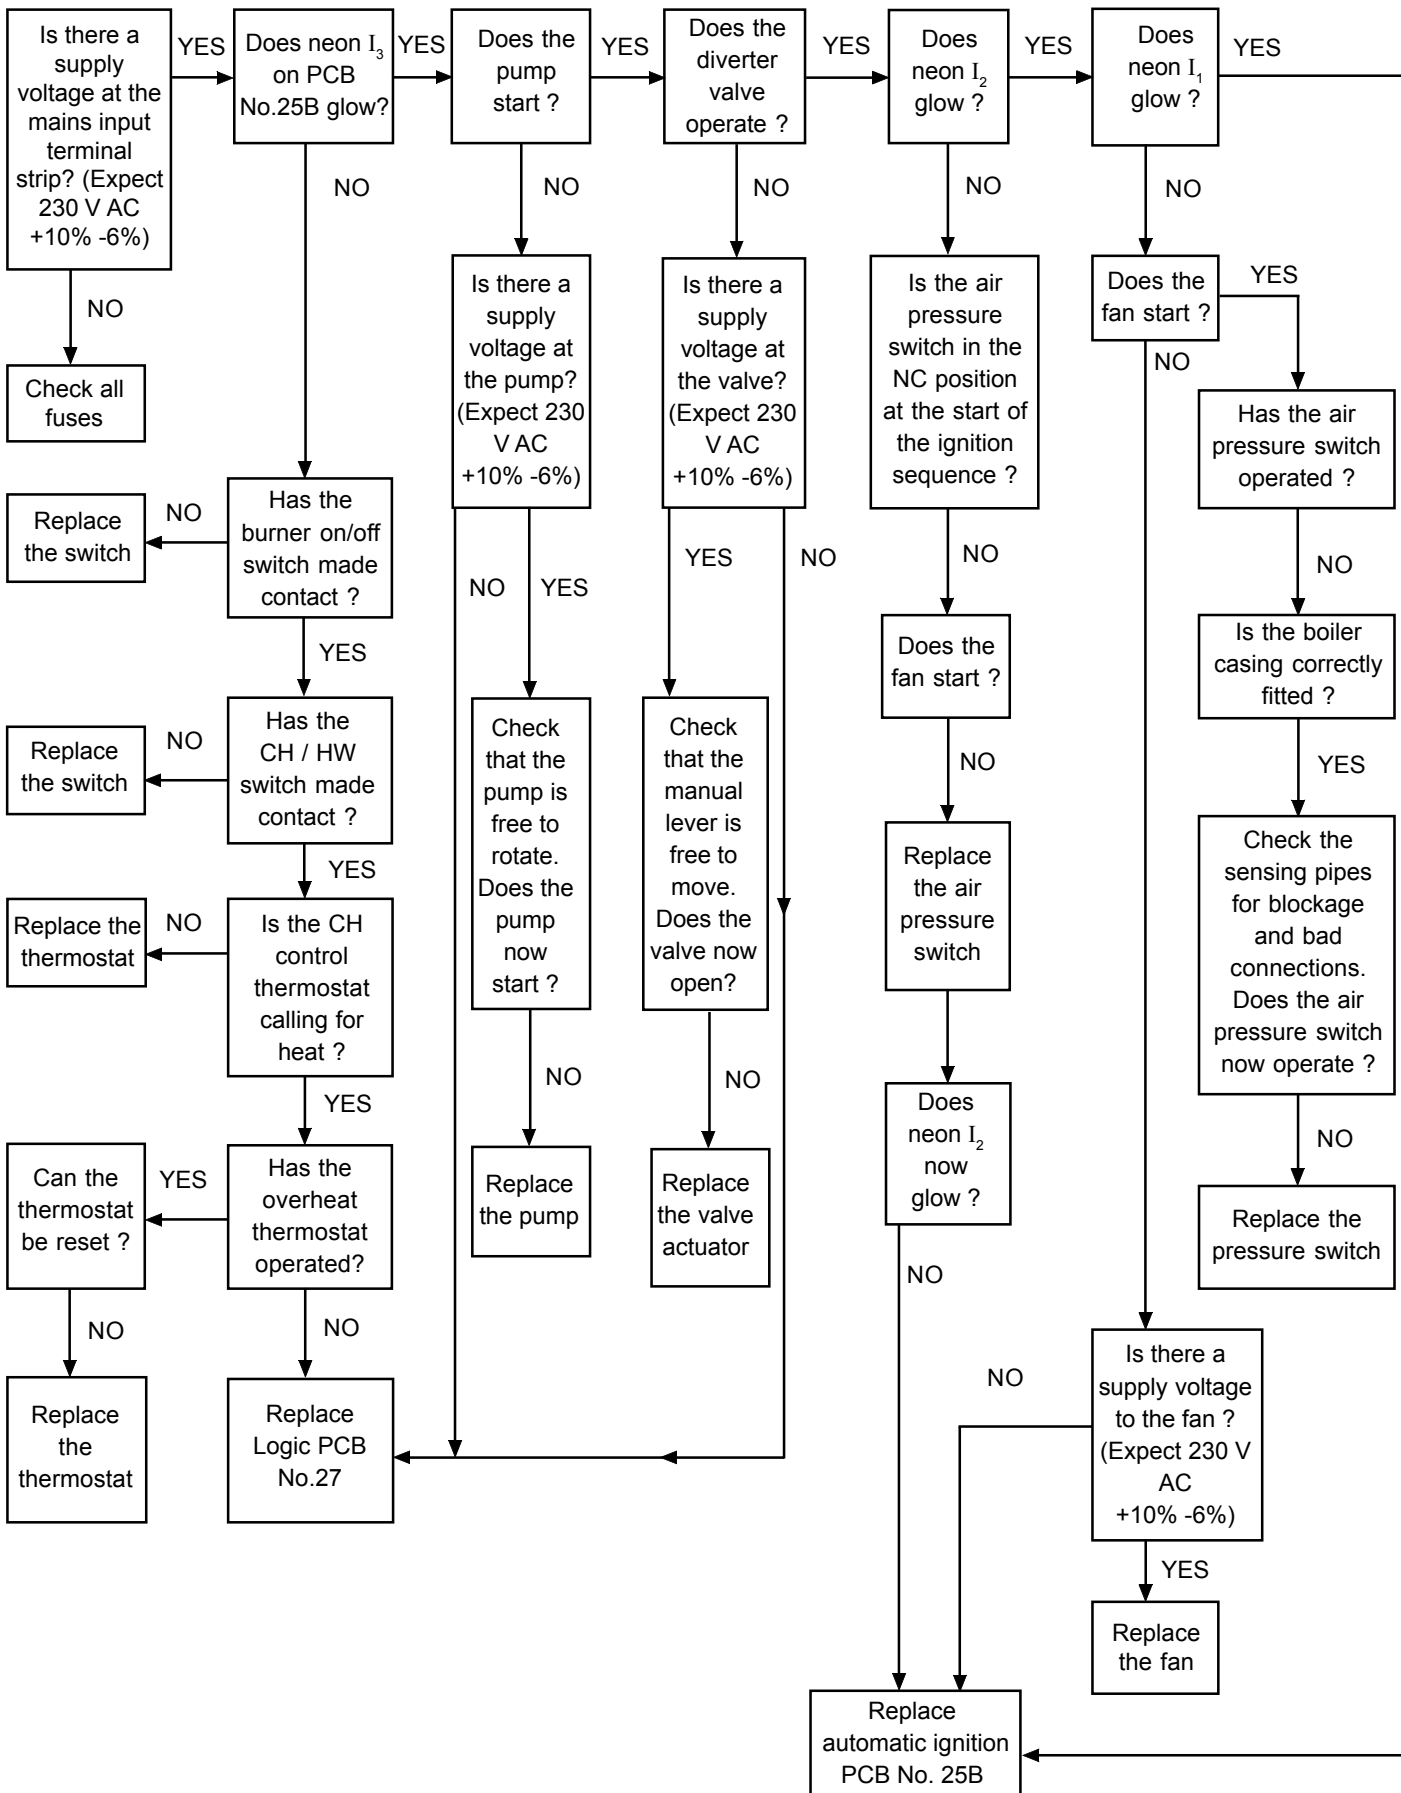 Is there a
supply
voltage at the
mains input
terminal
strip? (Expect
230 V AC
+10% -6%)
YES
Does neon I3
on PCB
No.25B glow?
YES
Does the
pump
start ?
YES
Does the
diverter
valve
operate ?
YES
Does
neon I2
glow ?
YES
Does
neon I1
glow ?
YES
NO
Check all
fuses
NO
Has the
burner on/off
switch made
contact ?
NO
Replace
the switch
YES
Has the
CH / HW
switch made
contact ?
NO
Replace
the switch
YES
Is the CH
control
thermostat
calling for
heat ?
NO
Replace the
thermostat
YES
Has the
overheat
thermostat
operated?
YES
Can the
thermostat
be reset ?
NO
Replace
the
thermostat
NO
Replace
Logic PCB
No.27
NO
Is there a
supply
voltage at
the pump?
(Expect 230
V AC
+10% -6%)
NO
YES
Check
that the
pump is
free to
rotate.
Does the
pump
now
start ?
NO
Replace
the pump
NO
Is there a
supply
voltage at
the valve?
(Expect 230
V AC
+10% -6%)
YES
NO
Check
that the
manual
lever is
free to
move.
Does the
valve now
open?
NO
Replace
the valve
actuator
NO
Is the air
pressure
switch in the
NC position
at the start of
the ignition
sequence ?
NO
Does the
fan start ?
NO
Replace
the air
pressure
switch
Does
neon I2
now
glow ?
NO
NO
Does the
fan start ?
YES
NO
Has the air
pressure switch
operated ?
NO
Is the boiler
casing correctly
fitted ?
YES
Check the
sensing pipes
for blockage
and bad
connections.
Does the air
pressure switch
now operate ?
NO
Replace the
pressure switch
Is there a
supply voltage
to the fan ?
(Expect 230 V
AC
+10% -6%)
NO
YES
Replace
the fan
Replace
automatic ignition
PCB No. 25B